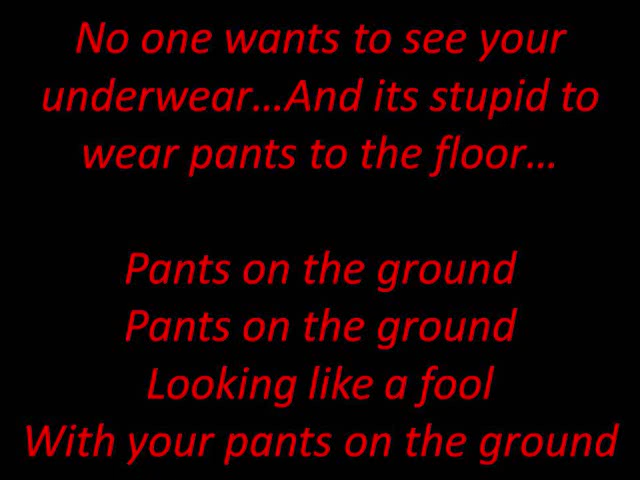 No one wants to see your
underwear…And its stupid to
wear pants to the floor…
Pants on the ground
Pants on the ground
Looking like a fool
With your pants on the ground